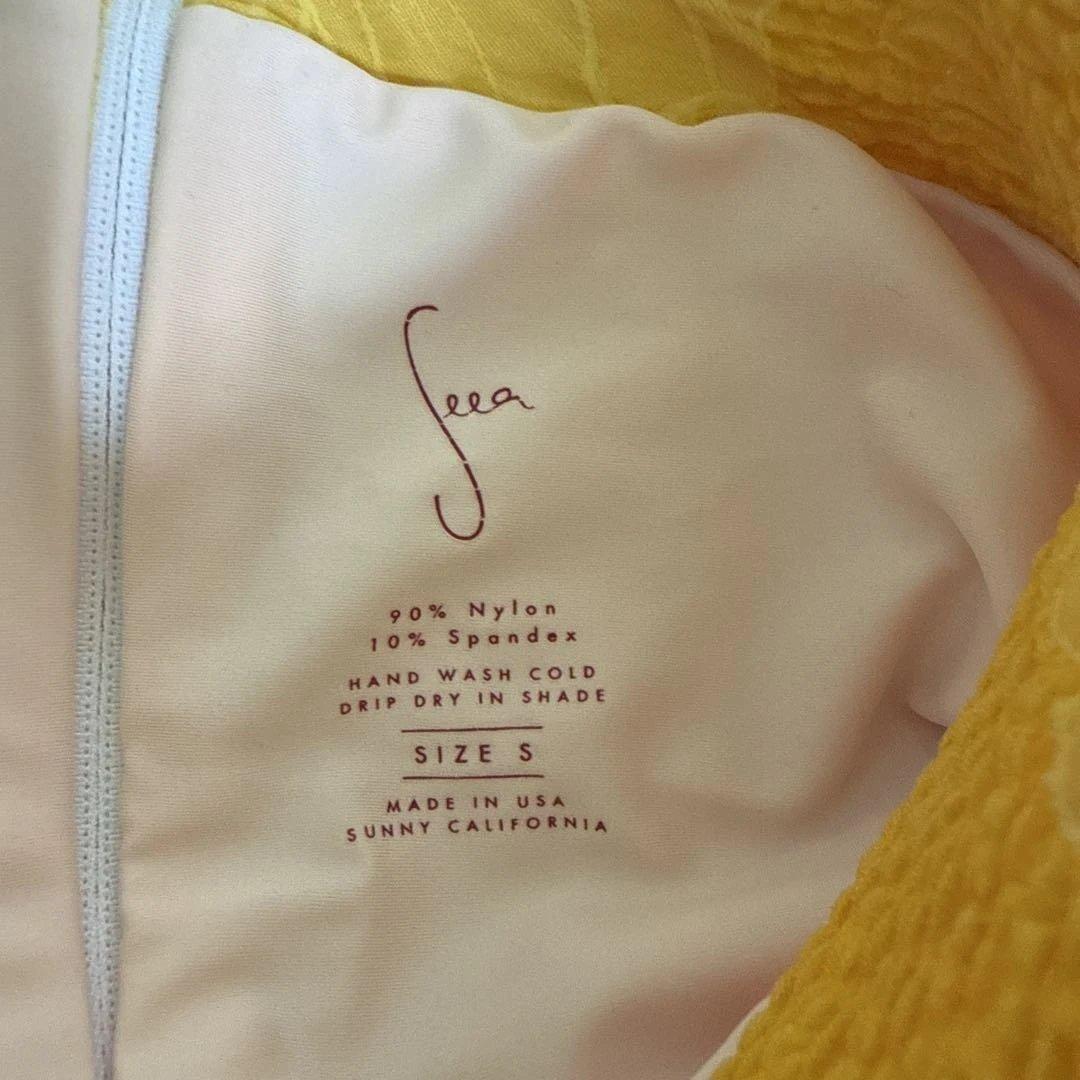 Seea
90% Nylon
10% Spandex
HAND WASH COLD
DRIP DRY IN SHADE
SIZE S
MADE IN USA
SUNNY CALIFORNIA